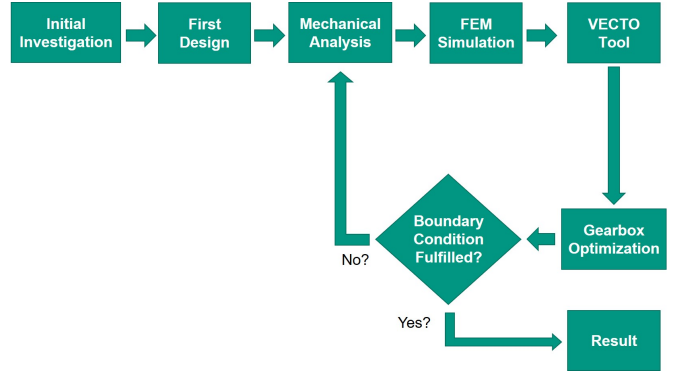 Initial
Investigation
First
Design
Mechanical
Analysis
FEM
Simulation
VECTO
Tool
Boundary
Condition
Fulfilled?
Gearbox
Optimization
No?
Yes?
Result